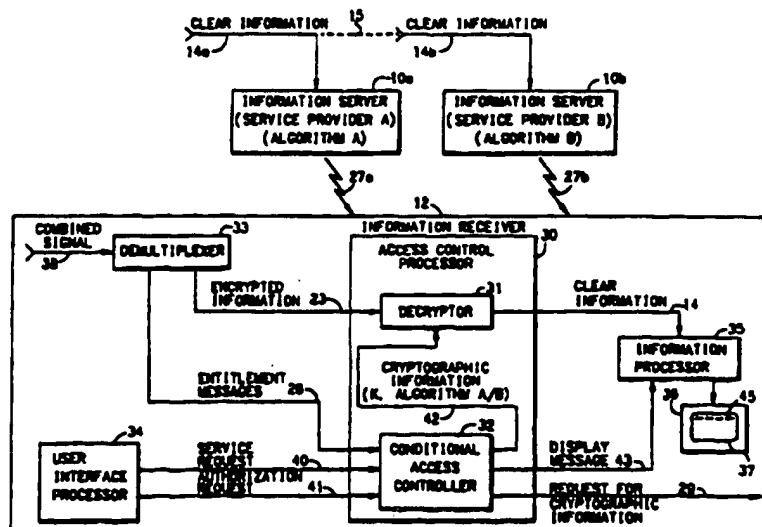 CLEAR INFORMATION 15 CLEAR INFORMATION
14a 14b
10a 10b
INFORMATION SERVER
(SERVICE PROVIDER A)
(ALGORITHM A)
INFORMATION SERVER
(SERVICE PROVIDER B)
(ALGORITHM B)
27a 27b
12
INFORMATION RECEIVER
COMBINED
SIGNAL
38
33
DEMULTIPLEXER
30
ACCESS CONTROL
PROCESSOR
ENCRYPTED
INFORMATION 23
31
DECRYPTOR
CLEAR
INFORMATION 14
35
INFORMATION
PROCESSOR
36 45
37
CRYPTOGRAPHIC
INFORMATION
(K, ALGORITHM A/B)
42
ENTITLEMENT
MESSAGES 28
34
USER
INTERFACE
PROCESSOR
SERVICE
REQUEST 40
AUTHORIZATION
REQUEST 41
32
CONDITIONAL
ACCESS
CONTROLLER
DISPLAY
MESSAGE 43
REQUEST FOR 29
CRYPTOGRAPHIC
INFORMATION